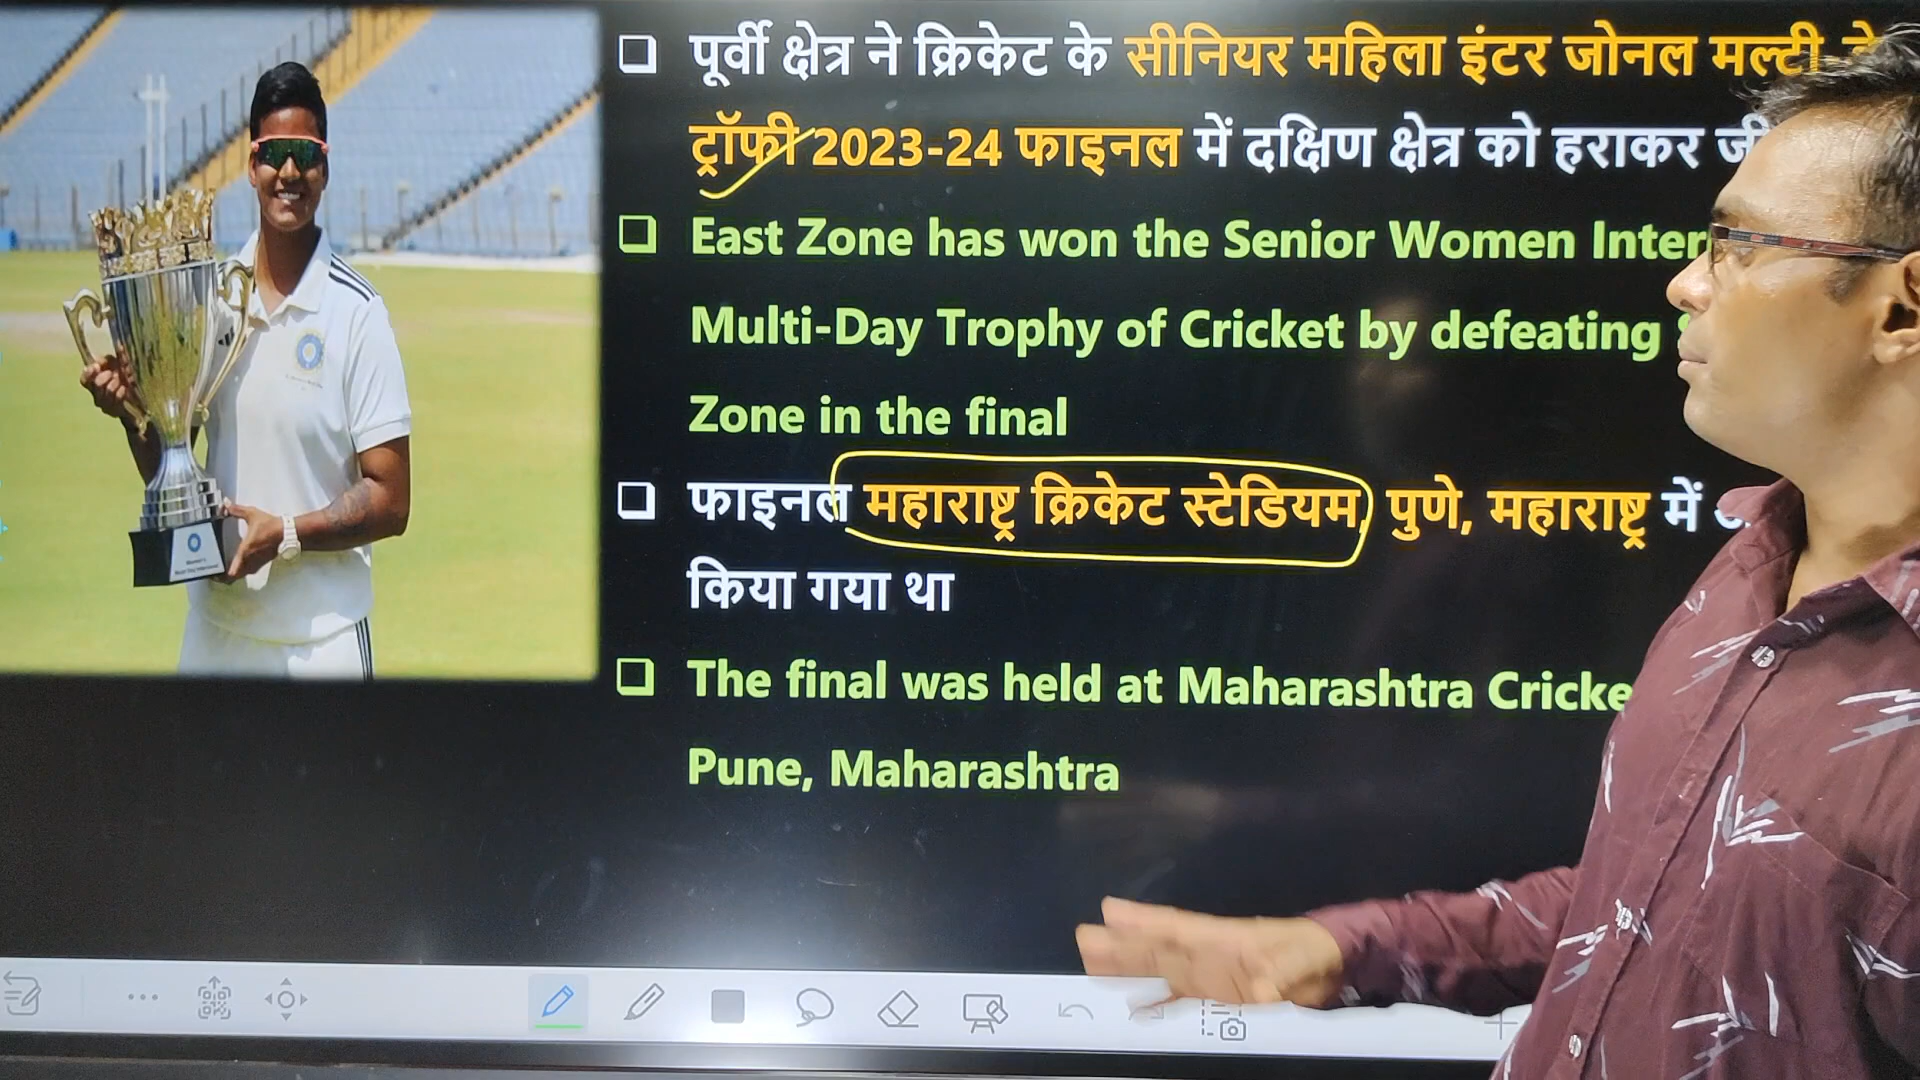 पूर्वी क्षेत्र ने क्रिकेट के सीनियर महिला इंटर जोनल मल्टी
ट्रॉफी 2023-24 फाइनल में दक्षिण क्षेत्र को हराकर
East Zone has won the Senior Women Inter
Multi-Day Trophy of Cricket by defeating
Zone in the final
फाइनल महाराष्ट्र क्रिकेट स्टेडियम, पुणे, महाराष्ट्र में
किया गया था
The final was held at Maharashtra Cricke
Pune, Maharashtra